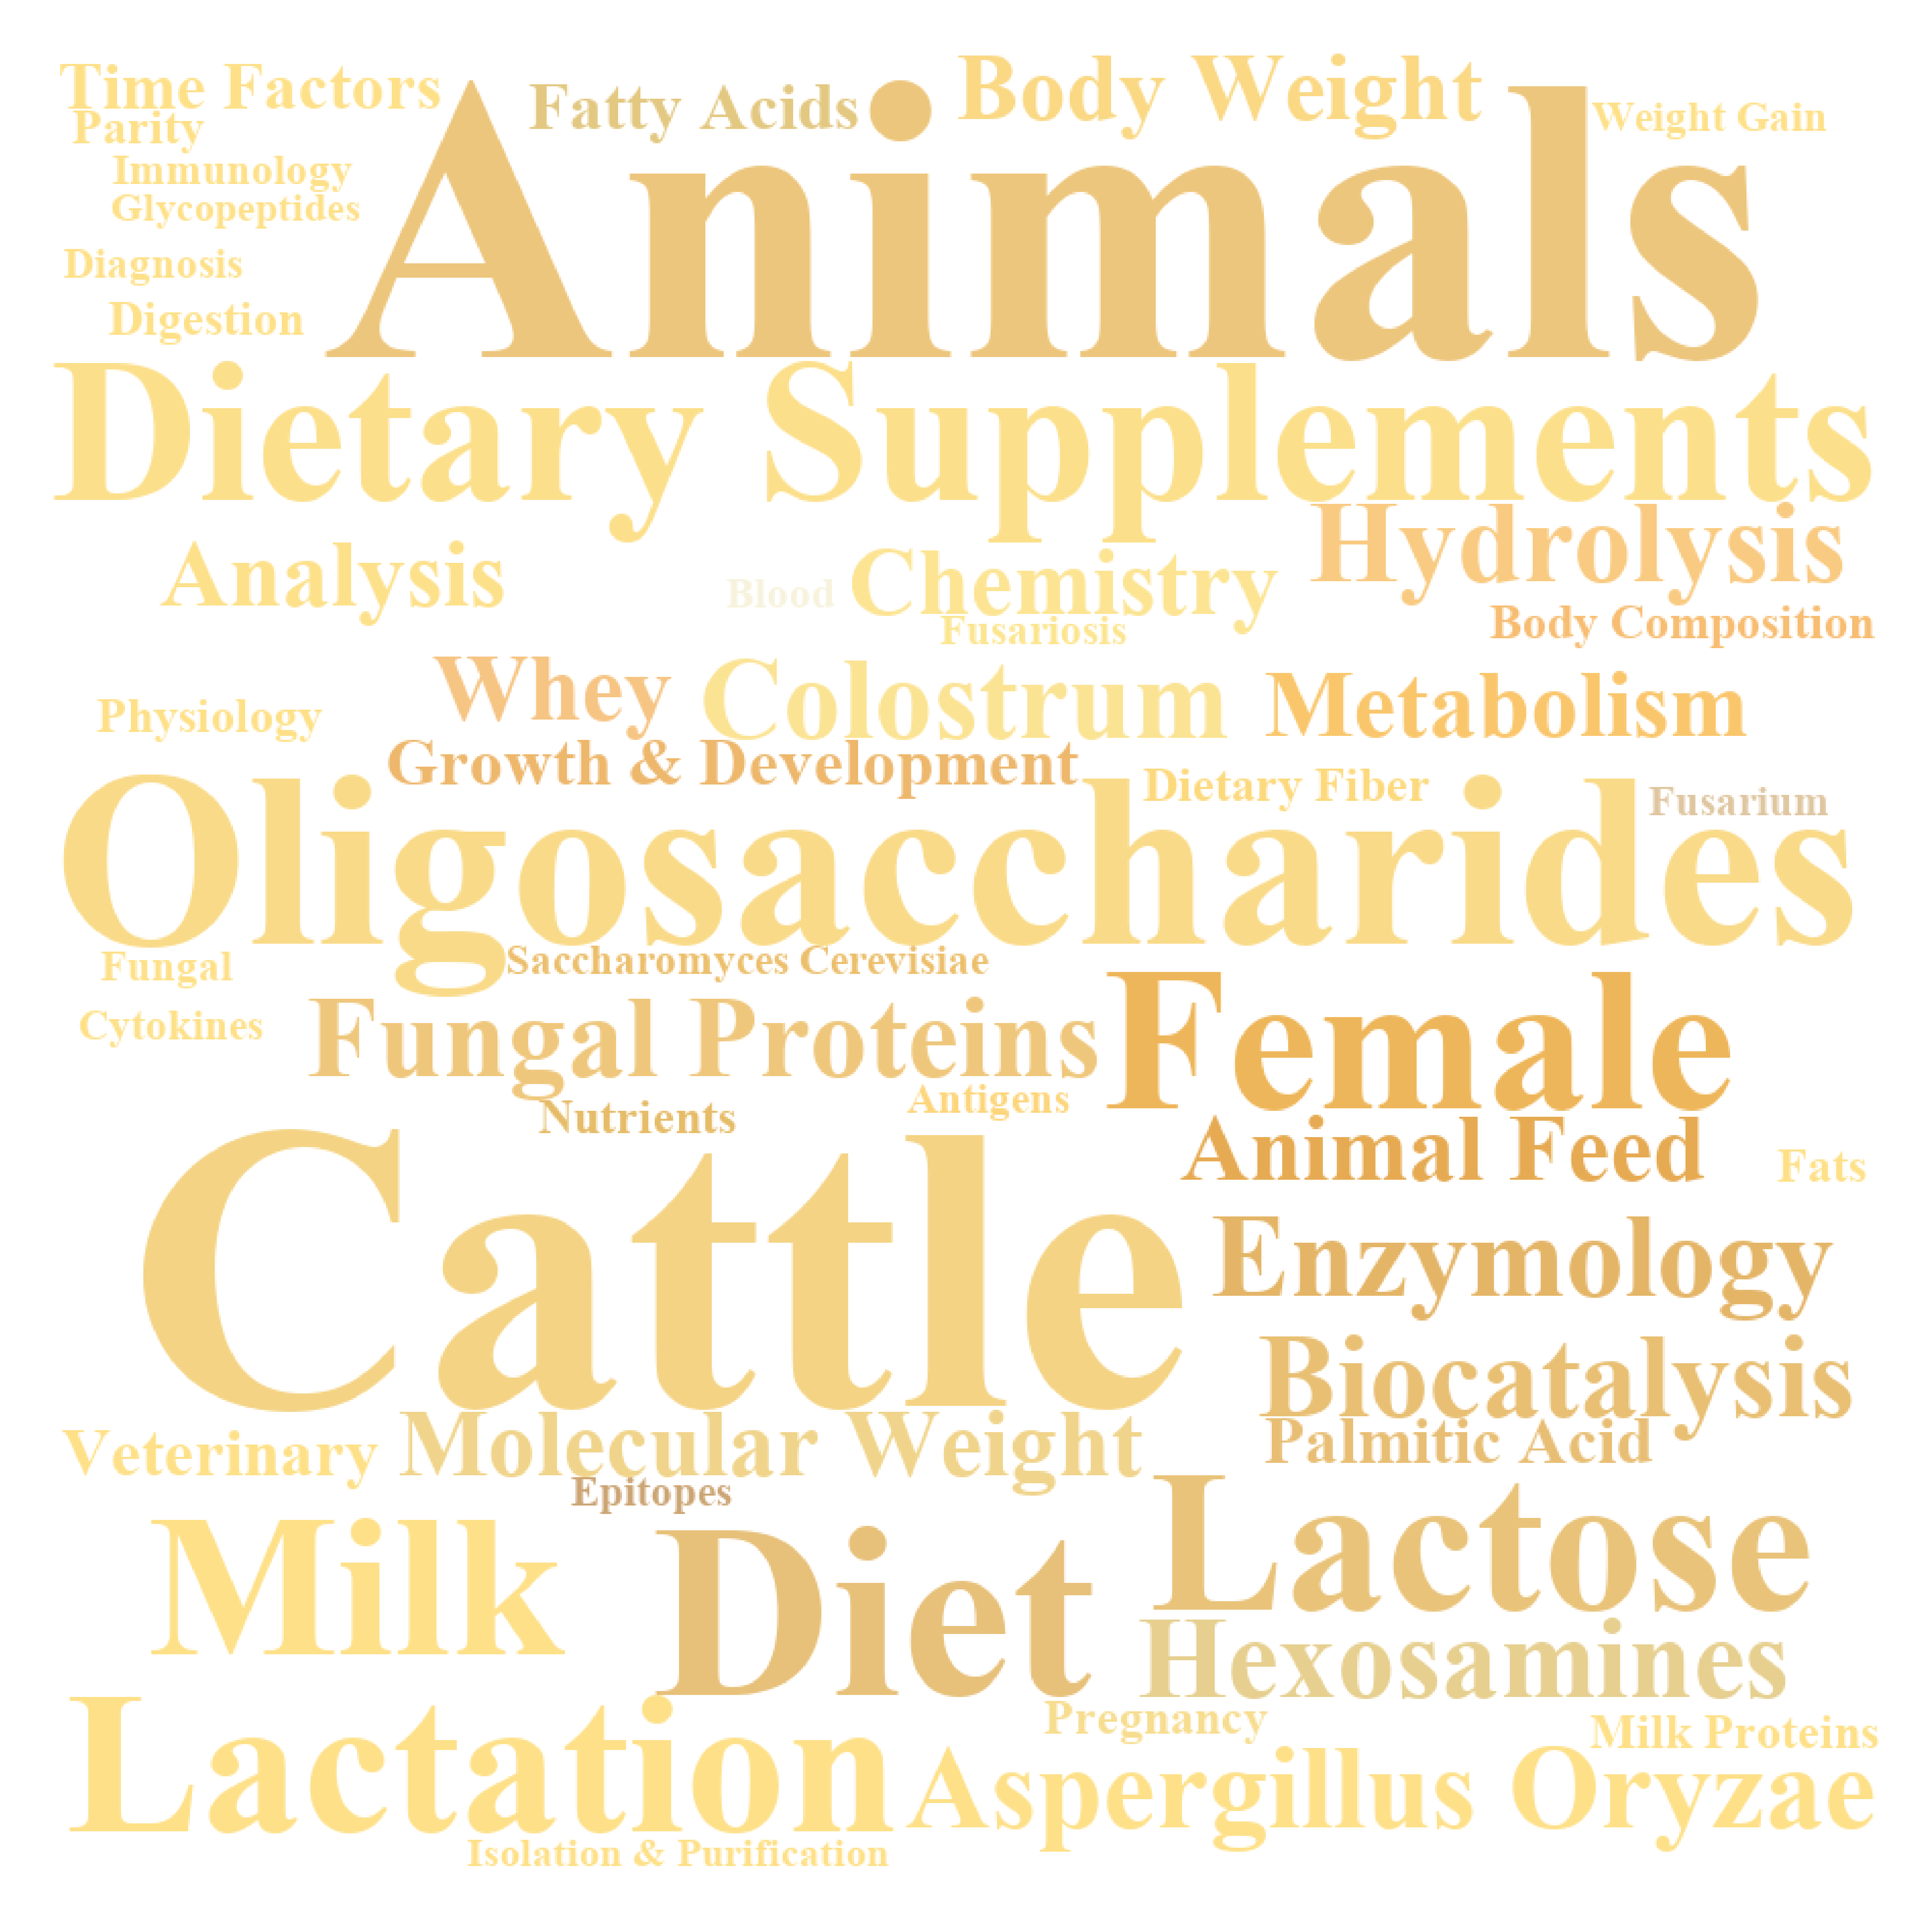 Time Factors
Fatty Acids
Body Weight
Weight Gain
Parity
Immunology
Glycopeptides
Animals
Diagnosis
Digestion
Dietary Supplements
Hydrolysis
Analysis
Blood
Chemistry
Fusariosis
Body Composition
Whey
Colostrum
Metabolism
Physiology
Growth & Development
Dietary Fiber
Fusarium
Oligosaccharides
Fungal
Saccharomyces Cerevisiae
Cytokines
Fungal Proteins
Female
Antigens
Nutrients
Animal Feed
Fats
Cattle
Enzymology
Biocatalysis
Palmitic Acid
Veterinary
Molecular Weight
Epitopes
Milk
Diet
Lactose
Hexosamines
Pregnancy
Milk Proteins
Lactation
Aspergillus Oryzae
Isolation & Purification